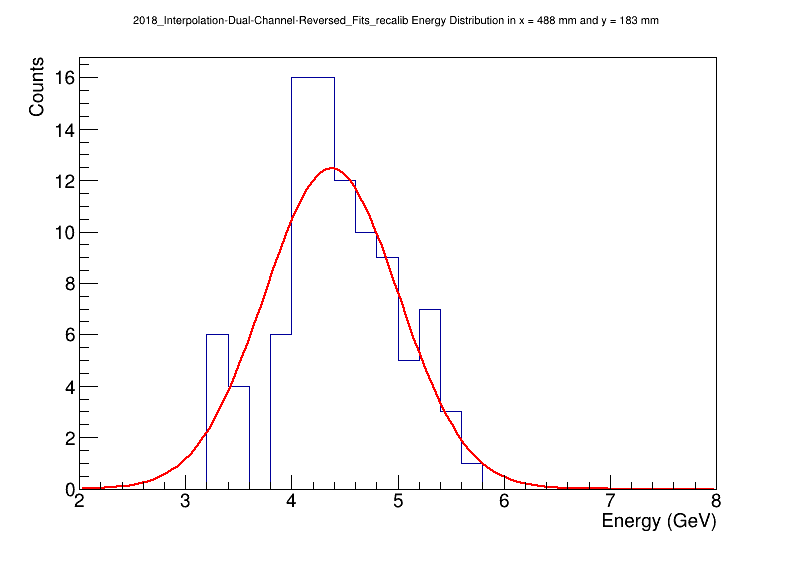 2018_Interpolation-Dual-Channel-Reversed_Fits_recalib Energy Distribution in x = 488 mm and y = 183 mm
Counts
16
14
12
10
8
6
4
2
0
2 3 4 5 6 7 8
Energy (GeV)